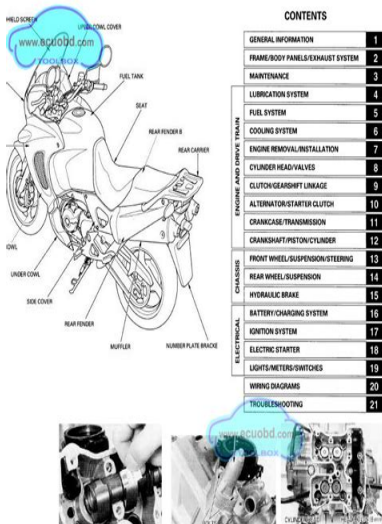 CONTENTS
UPPER COWL COVER
www.ecuobd.com
TOOLBOX
FUEL TANK
SEAT
REAR FENDER B
REAR CARRIER
UNDER COWL
SIDE COVER
REAR FENDER
MUFFLER
NUMBER PLATE BRACKE
GENERAL INFORMATION 1
FRAME/BODY PANELS/EXHAUST SYSTEM 2
MAINTENANCE 3
ENGINE AND DRIVE TRAIN
LUBRICATION SYSTEM 4
FUEL SYSTEM 5
COOLING SYSTEM 6
ENGINE REMOVAL/INSTALLATION 7
CYLINDER HEAD/VALVES 8
CLUTCH/GEARSHIFT LINKAGE 9
ALTERNATOR/STARTER CLUTCH 10
CRANKCASE/TRANSMISSION 11
CRANKSHAFT/PISTON/CYLINDER 12
CHASSIS
FRONT WHEEL/SUSPENSION/STEERING 13
REAR WHEEL/SUSPENSION 14
HYDRAULIC BRAKE 15
ELECTRICAL
BATTERY/CHARGING SYSTEM 16
IGNITION SYSTEM 17
ELECTRIC STARTER 18
LIGHTS/METERS/SWITCHES 19
WIRING DIAGRAMS 20
TROUBLESHOOTING 21
www.ecuobd.com
TOOLBOX